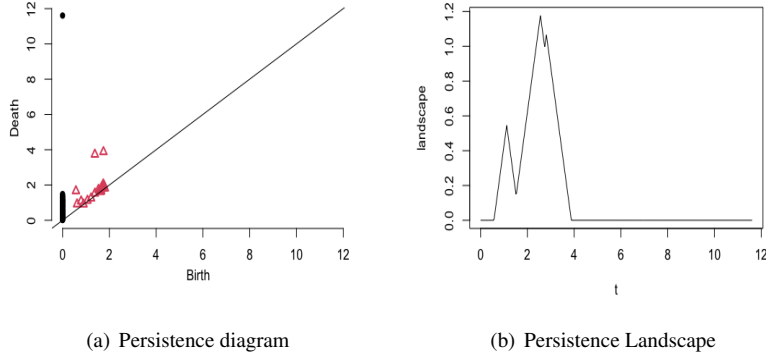 12
10
8
6
4
2
0
Death
0 2 4 6 8 10 12
Birth
(a) Persistence diagram
1.2
1.0
0.8
0.6
0.4
0.2
0.0
landscape
0 2 4 6 8 10 12
t
(b) Persistence Landscape